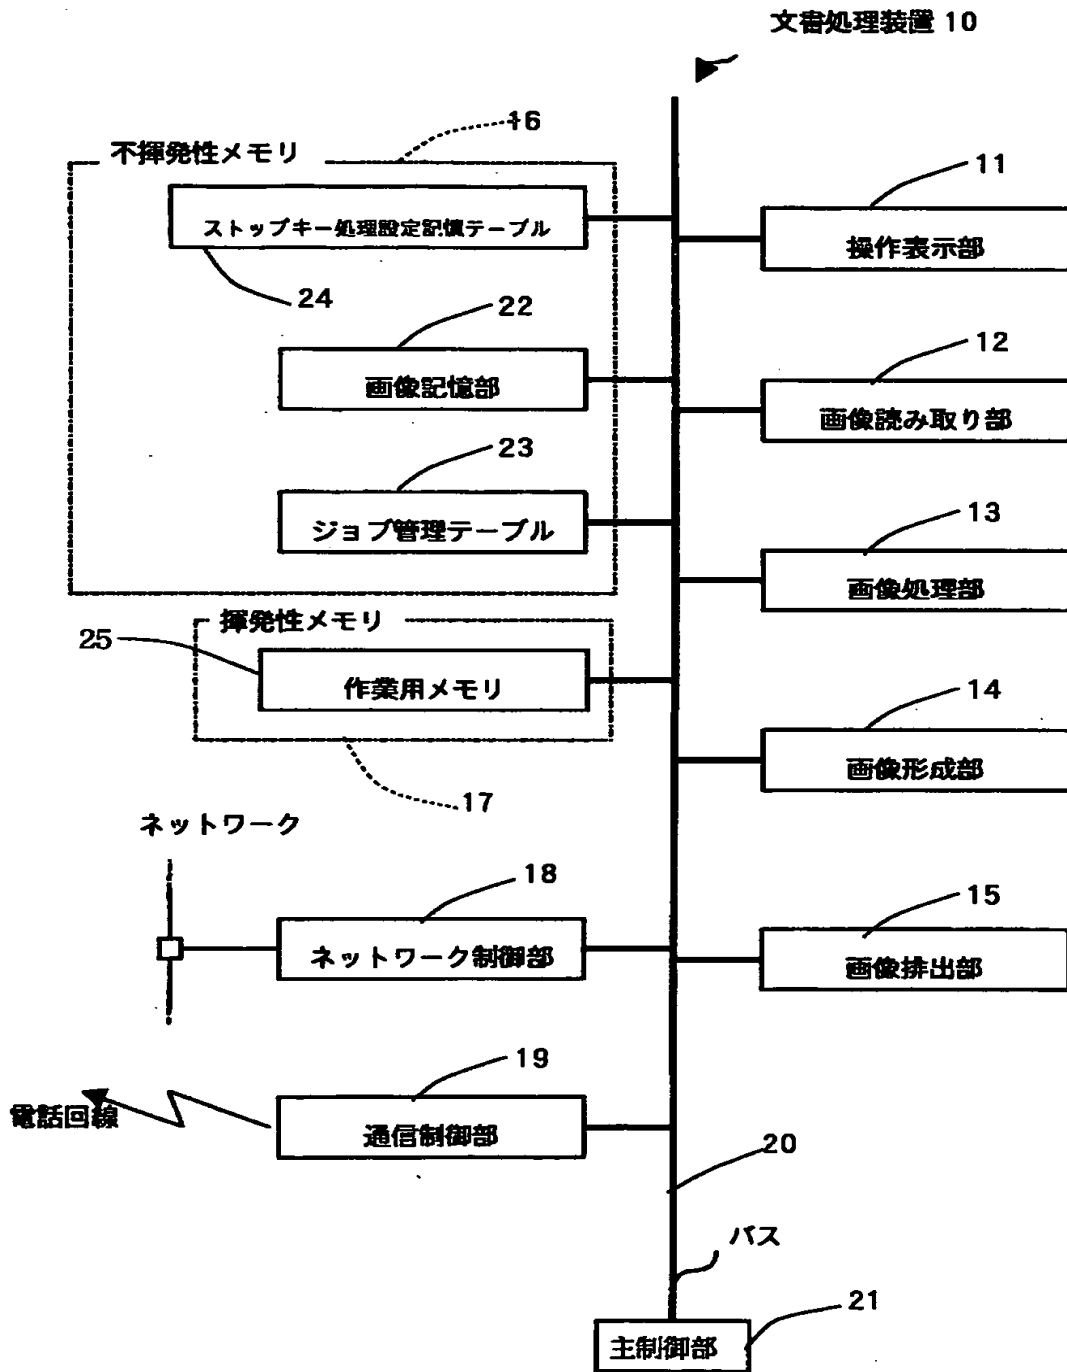 文書処理装置 10
16
不揮発性メモリ
11
ストップキー処理設定記憶テーブル
操作表示部
24
22
12
画像記憶部
画像読み取り部
23
13
ジョブ管理テーブル
画像処理部
揮発性メモリ
25
作業用メモリ
14
画像形成部
17
ネットワーク
18
15
ネットワーク制御部
画像排出部
19
電話回線
通信制御部
20
バス
21
主制御部